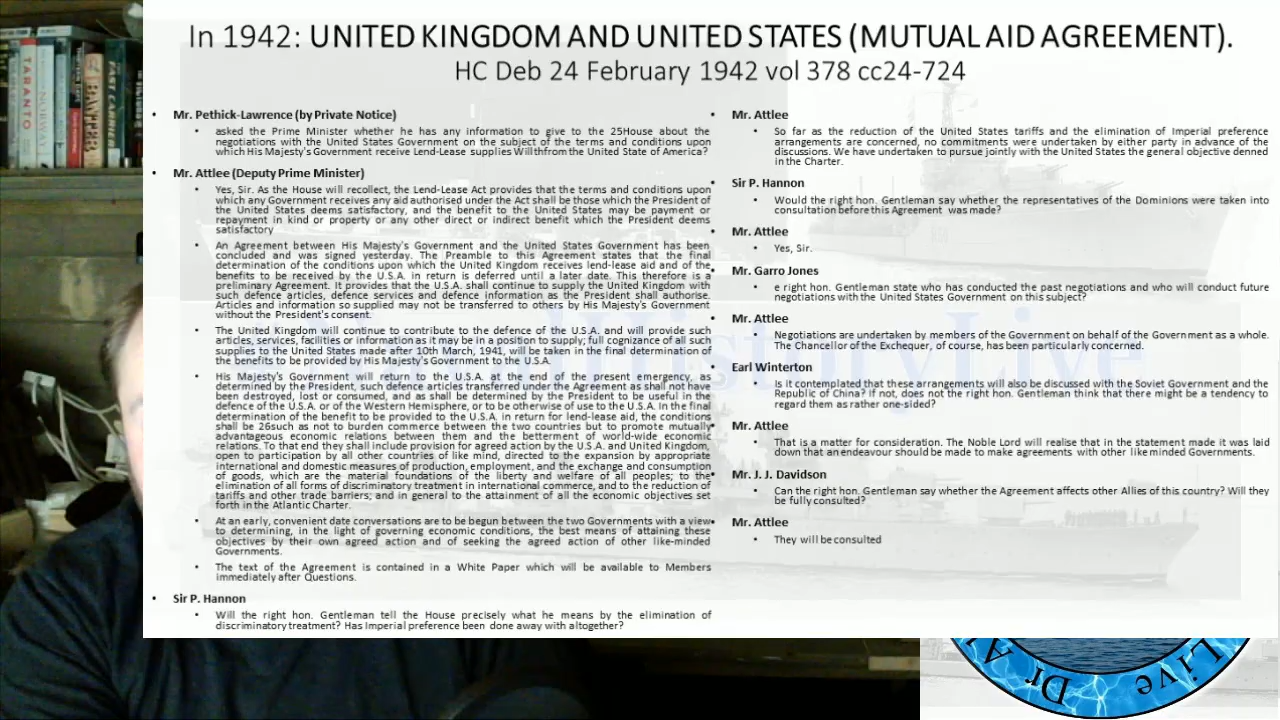 In 1942: UNITED KINGDOM AND UNITED STATES (MUTUAL AID AGREEMENT).
HC Deb 24 February 1942 vol 378 cc24-724
• Mr. Pethick-Lawrence (by Private Notice)
• asked the Prime Minister whether he has any information to give to the 25House about the
negotiations with the United States Government on the subject of the terms and conditions upon
which His Majesty's Government receive Lend-Lease supplies Willthfrom the United State of America?
• Mr. Attlee (Deputy Prime Minister)
• Yes, Sir. As the House will recollect, the Lend-Lease Act provides that the terms and conditions upon
which any Government receives any aid authorised under the Act shall be those which the President of
the United States deems satisfactory, and the benefit to the United States may be payment or
repayment in kind or property or any other direct or indirect benefit which the President deems
satisfactory
• An Agreement between His Majesty's Government and the United States Government has been
concluded and was signed yesterday. The Preamble to this Agreement states that the final
determination of the conditions upon which the United Kingdom receives lend-lease aid and of the
benefits to be received by the U.S.A. in return is deferred until a later date. This therefore is a
preliminary Agreement. It provides that the U.S.A. shall continue to supply the United Kingdom with
such defence articles, defence services and defence information as the President shall authorise.
Articles and information so supplied may not be transferred to others by His Majesty's Government
without the President's consent.
• The United Kingdom will continue to contribute to the defence of the U.S.A. and will provide such
articles, services, facilities or information as it may be in a position to supply; full cognizance of all such
supplies to the United States made after 10th March, 1941, will be taken in the final determination of
the benefits to be provided by His Majesty's Government to the U.S.A.
• His Majesty's Government will return to the U.S.A. at the end of the present emergency, as
determined by the President, such defence articles transferred under the Agreement as shall not have
been destroyed, lost or consumed, and as shall be determined by the President to be useful in the
defence of the U.S.A. or of the Western Hemisphere, or to be otherwise of use to the U.S.A. In the final
determination of the benefit to be provided to the U.S.A. in return for lend-lease aid, the conditions
shall be 26such as not to burden commerce between the two countries but to promote mutually
advantageous economic relations between them and the betterment of world-wide economic
relations. To that end they shall include provision for agreed action by the U.S.A. and United Kingdom,
open to participation by all other countries of like mind, directed to the expansion by appropriate
international and domestic measures of production, employment, and the exchange and consumption
of goods, which are the material foundations of the liberty and welfare of all peoples; to the
elimination of all forms of discriminatory treatment in international commerce, and to the reduction of
tariffs and other trade barriers; and in general to the attainment of all the economic objectives set
forth in the Atlantic Charter.
• At an early, convenient date conversations are to be begun between the two Governments with a view
to determining, in the light of governing economic conditions, the best means of attaining these
objectives by their own agreed action and of seeking the agreed action of other like-minded
Governments.
• The text of the Agreement is contained in a White Paper which will be available to Members
immediately after Questions.
• Sir P. Hannon
• Will the right hon. Gentleman tell the House precisely what he means by the elimination of
discriminatory treatment? Has Imperial preference been done away with altogether?
• Mr. Attlee
• So far as the reduction of the United States tariffs and the elimination of Imperial preference
arrangements are concerned, no commitments were undertaken by either party in advance of the
discussions. We have undertaken to pursue jointly with the United States the general objective denned
in the Charter.
• Sir P. Hannon
• Would the right hon. Gentleman say whether the representatives of the Dominions were taken into
consultation before this Agreement was made?
• Mr. Attlee
• Yes, Sir.
• Mr. Garro Jones
• e right hon. Gentleman state who has conducted the past negotiations and who will conduct future
negotiations with the United States Government on this subject?
• Mr. Attlee
• Negotiations are undertaken by members of the Government on behalf of the Government as a whole.
The Chancellor of the Exchequer, of course, has been particularly concerned.
• Earl Winterton
• Is it contemplated that these arrangements will also be discussed with the Soviet Government and the
Republic of China? If not, does not the right hon. Gentleman think that there might be a tendency to
regard them as rather one-sided?
• Mr. Attlee
• That is a matter for consideration. The Noble Lord will realise that in the statement made it was laid
down that an endeavour should be made to make agreements with other like minded Governments.
• Mr. J. J. Davidson
• Can the right hon. Gentleman say whether the Agreement affects other Allies of this country? Will they
be fully consulted?
• Mr. Attlee
• They will be consulted
TARANTO
NORWAY
BAYLY
FAST CARRIERS
Live Dr A